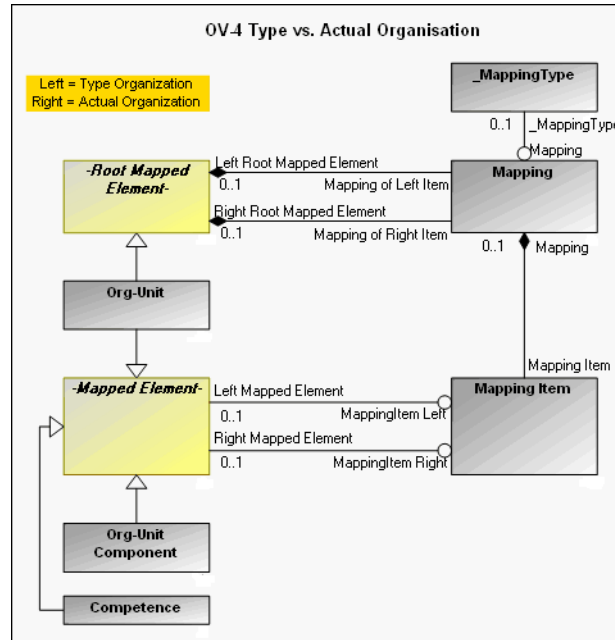 OV-4 Type vs. Actual Organisation
Left = Type Organization
Right = Actual Organization
_MappingType
0..1
_MappingType
Mapping
-Root Mapped
Element-
Left Root Mapped Element
0..1
Mapping of Left Item
Right Root Mapped Element
0..1
Mapping of Right Item
Mapping
0..1
Mapping
Org-Unit
Mapping Item
-Mapped Element-
Left Mapped Element
0..1
MappingItem Left
Right Mapped Element
0..1
MappingItem Right
Mapping Item
Org-Unit
Component
Competence